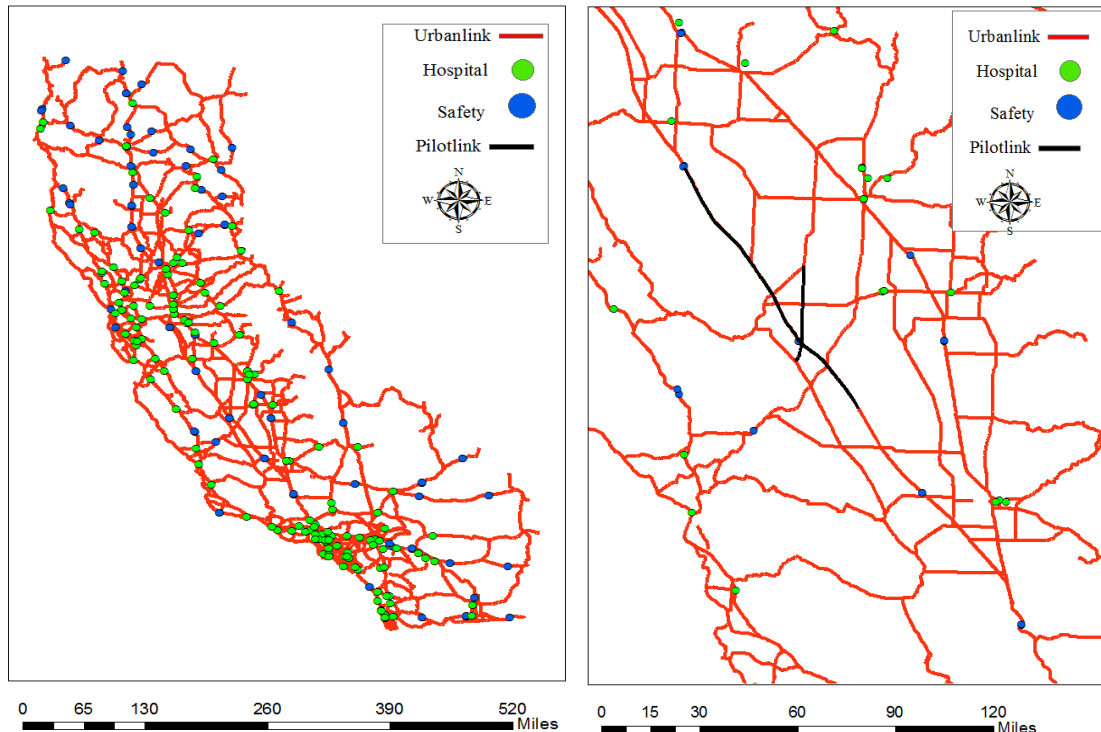 Urbanlink
Hospital
Safety
Pilotlink
N
W E
S
0 65 130 260 390 520 Miles
Urbanlink
Hospital
Safety
Pilotlink
N
W E
S
0 15 30 60 90 120 Miles